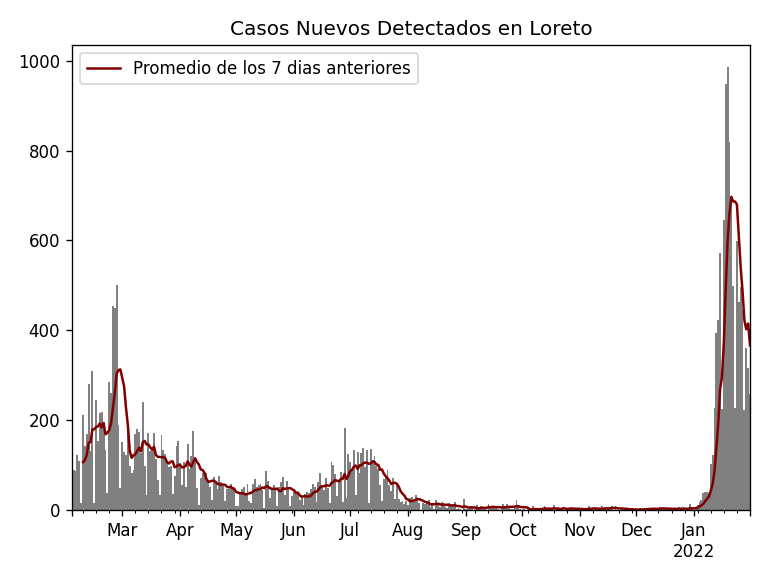 Casos Nuevos Detectados en Loreto
Promedio de los 7 dias anteriores
1000
800
600
400
200
0
Mar Apr May Jun Jul Aug Sep Oct Nov Dec Jan
2022